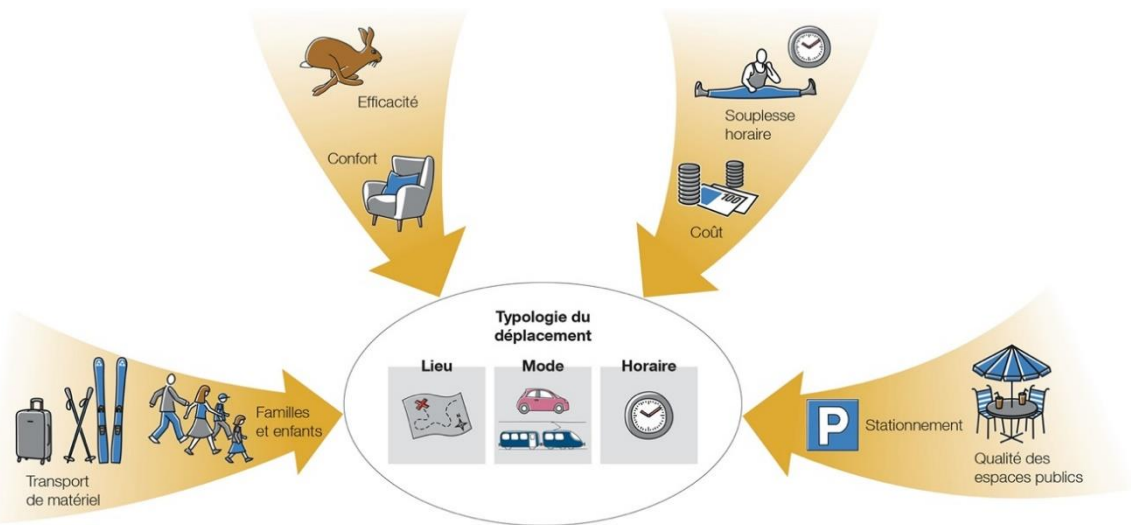 Efficacité
Confort
Souplesse
horaire
100
Coût
Typologie du
déplacement
Lieu
Mode
Horaire
Familles
et enfants
Transport
de matériel
P
Stationnement
Qualité des
espaces publics